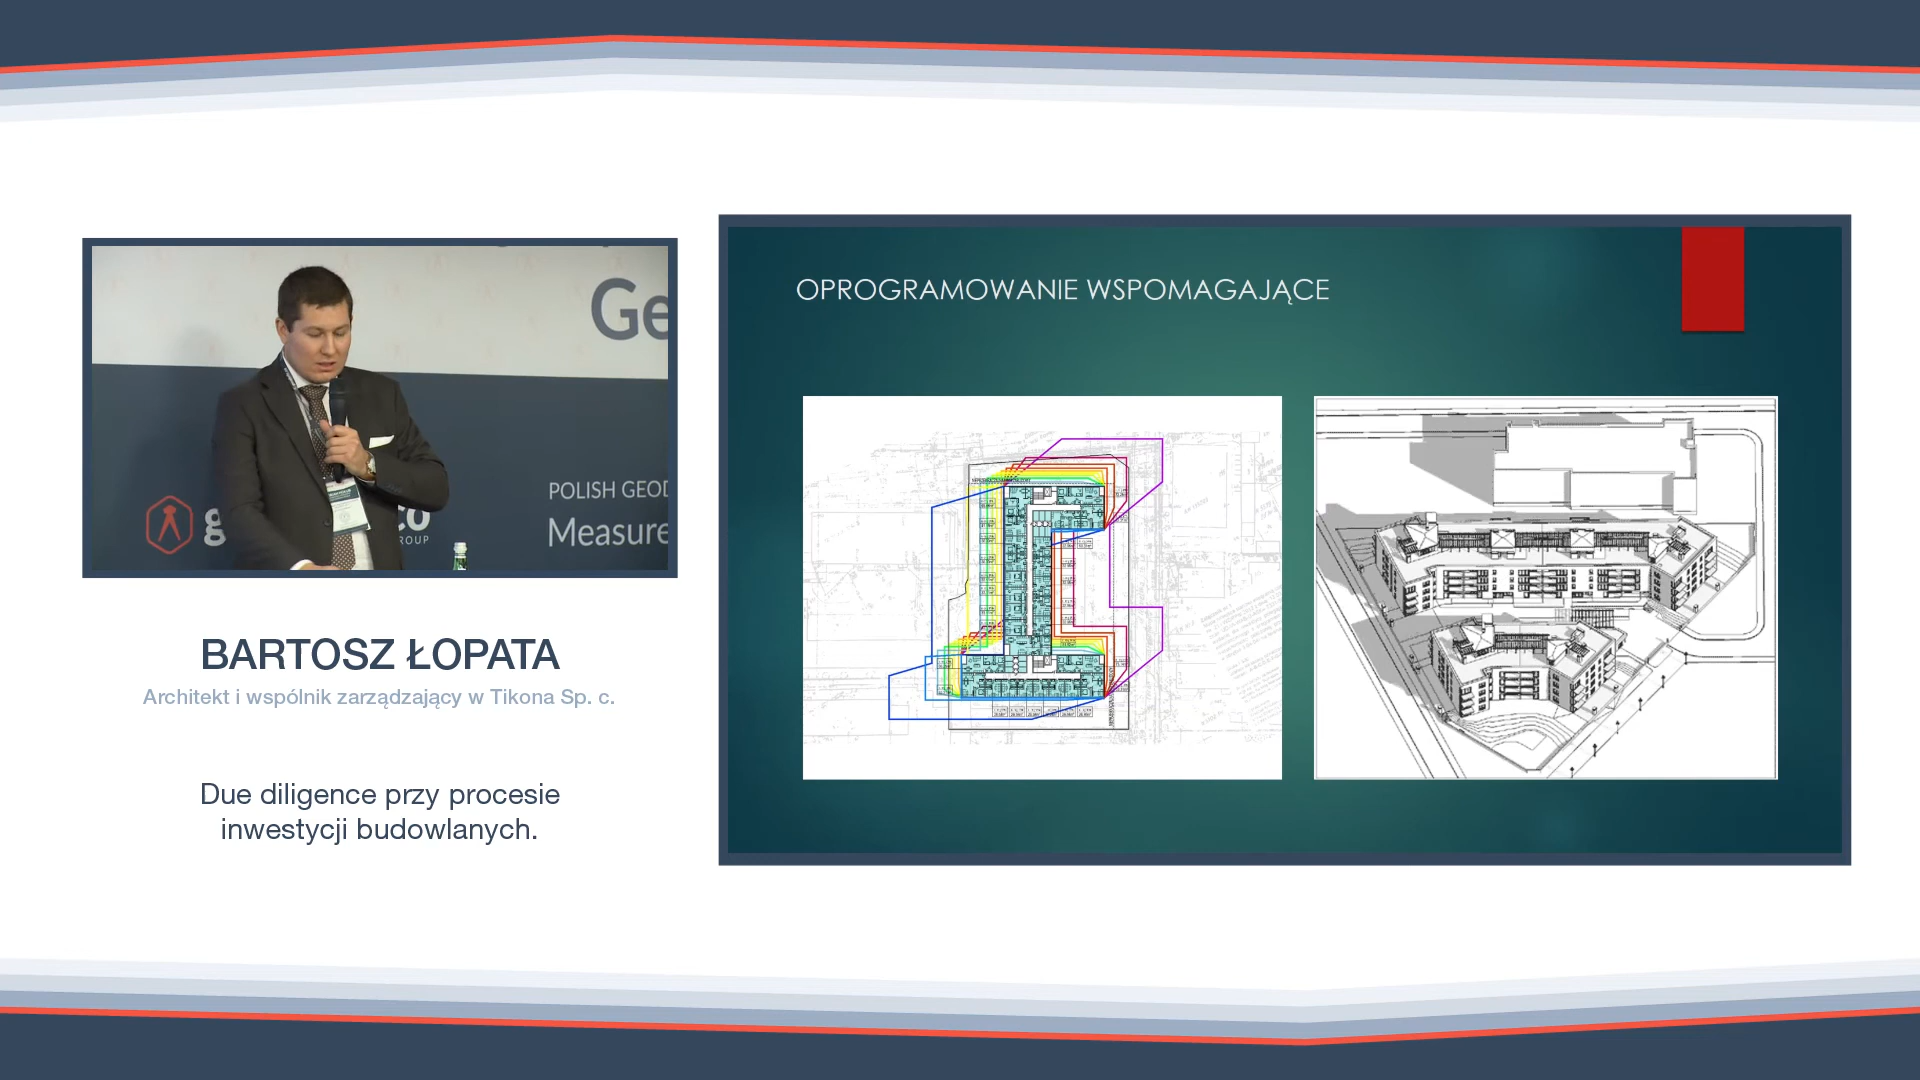 Ge
g
co
ROUP
POLISH GEOD
Measure
BARTOSZ ŁOPATA
Architekt i wspólnik zarządzający w Tikona Sp. c.
Due diligence przy procesie
inwestycji budowlanych.
OPROGRAMOWANIE WSPOMAGAJĄCE